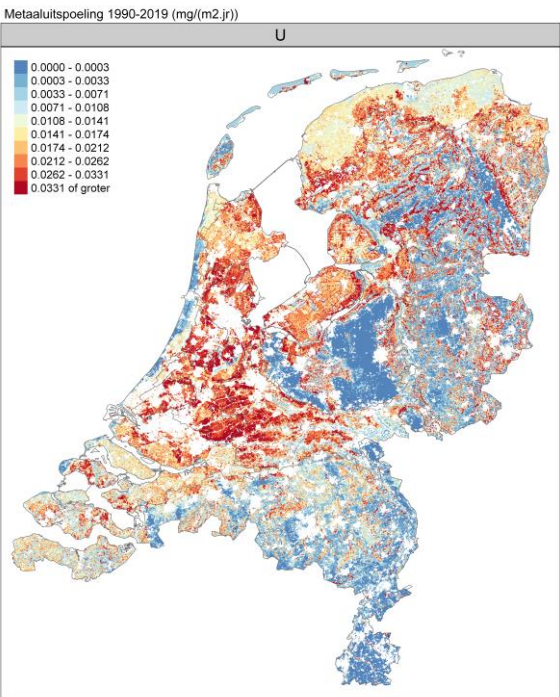 Metaaluitspoeling 1990-2019 (mg/(m2.jr))
U
0.0000 - 0.0003
0.0003 - 0.0033
0.0033 - 0.0071
0.0071 - 0.0108
0.0108 - 0.0141
0.0141 - 0.0174
0.0174 - 0.0212
0.0212 - 0.0262
0.0262 - 0.0331
0.0331 of groter